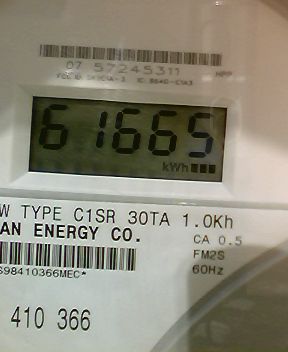 07 57245311
61665
kWh
W TYPE C1SR 30TA 1.0Kh
AN ENERGY CO.
CA 0.5
FM2S
60Hz
S98410366MEC*
410 366